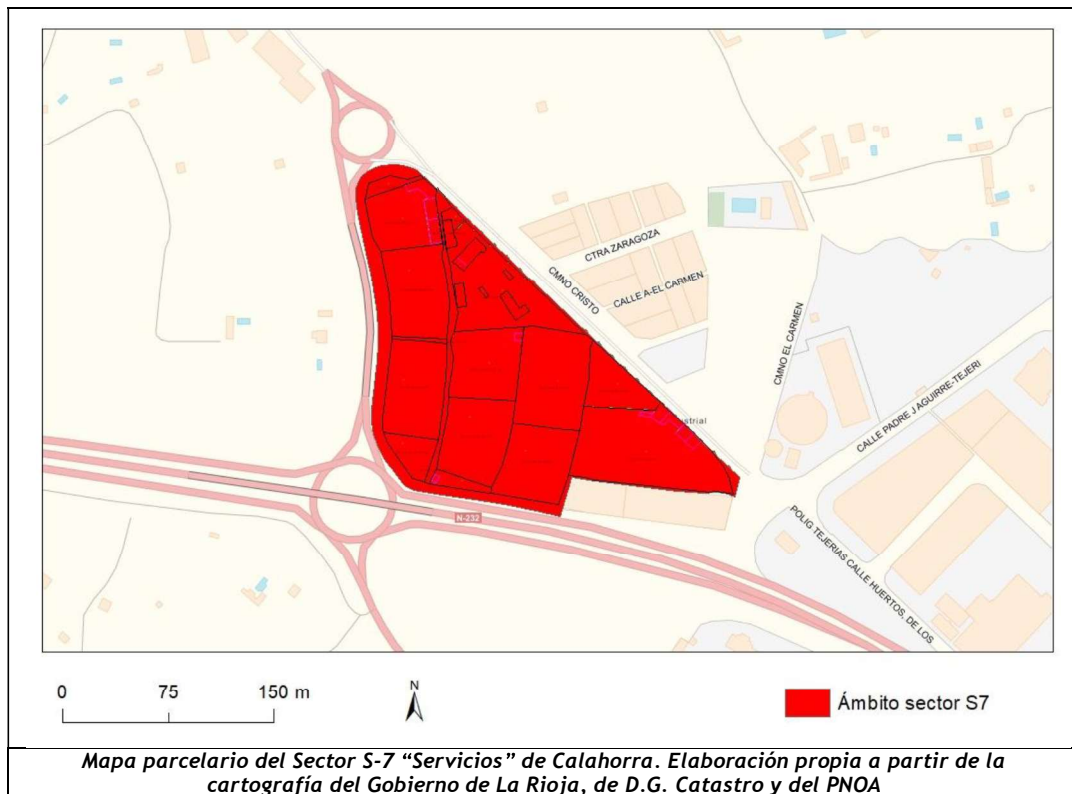 CTRA ZARAGOZA
CMNO CRISTO
CALLE A-EL CARMEN
CMNO EL CARMEN
CALLE PADRE J AGUIRRE-TEJERI
strial
N-232
POLIG TEJERIAS CALLE HUERTOS, DE LOS
0 75 150 m
N
Ámbito sector S7
Mapa parcelario del Sector S-7 “Servicios” de Calahorra. Elaboración propia a partir de la
cartografía del Gobierno de La Rioja, de D.G. Catastro y del PNOA